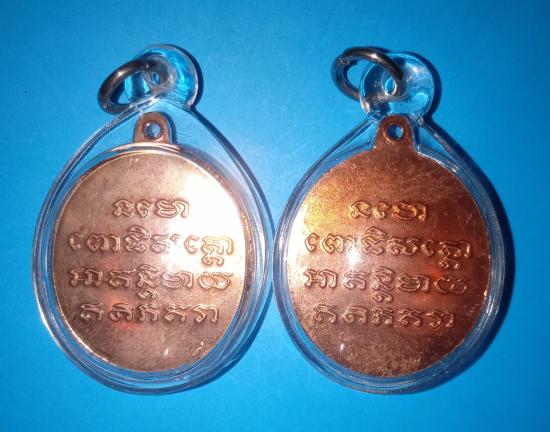 នមោ
ពោធិសត្តោ
អាគន្តិមាយ
ឥតិភគវា
នមោ
ពោធិសត្តោ
អាគន្តិមាយ
ឥតិភគវា